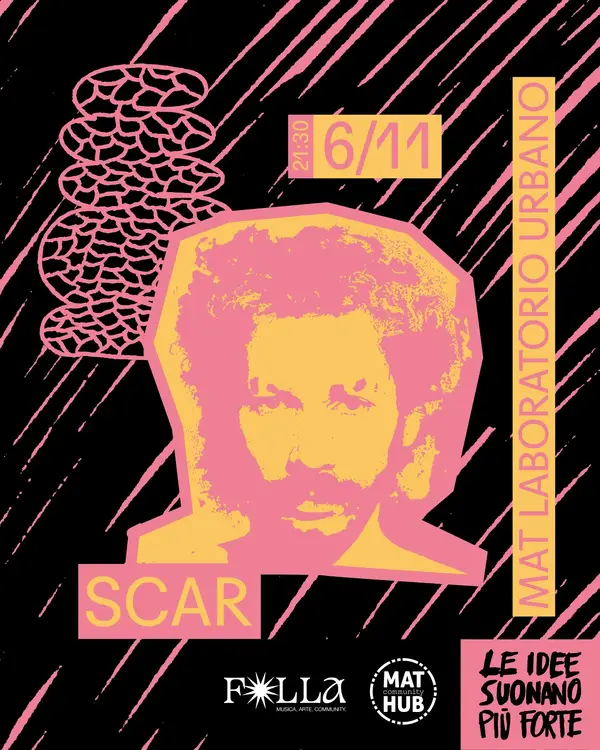 21:30
6/11
MAT LABORATORIO URBANO
SCAR
FOLLA
MUSICA, ARTE, COMMUNITY.
MAT
community
HUB
LE IDEE
SUONANO
PIÙ FORTE